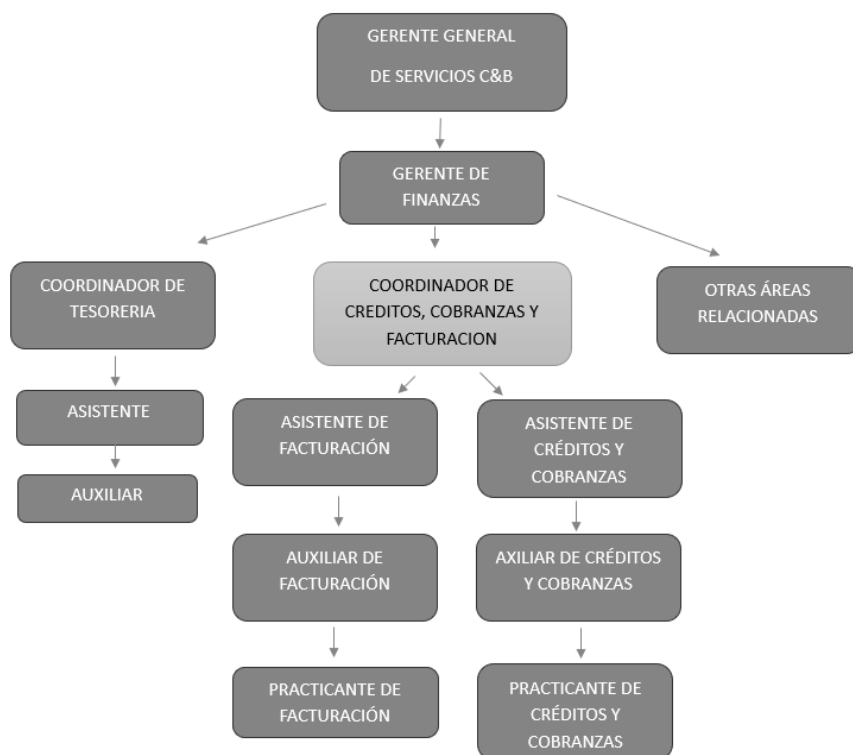 GERENTE GENERAL
DE SERVICIOS C&B
GERENTE DE
FINANZAS
COORDINADOR DE
TESORERIA
COORDINADOR DE
CREDITOS, COBRANZAS Y
FACTURACION
OTRAS ÁREAS
RELACIONADAS
ASISTENTE
AUXILIAR
ASISTENTE DE
FACTURACIÓN
ASISTENTE DE
CRÉDITOS Y
COBRANZAS
AUXILIAR DE
FACTURACIÓN
AXILIAR DE CRÉDITOS
Y COBRANZAS
PRACTICANTE DE
FACTURACIÓN
PRACTICANTE DE
CRÉDITOS Y
COBRANZAS